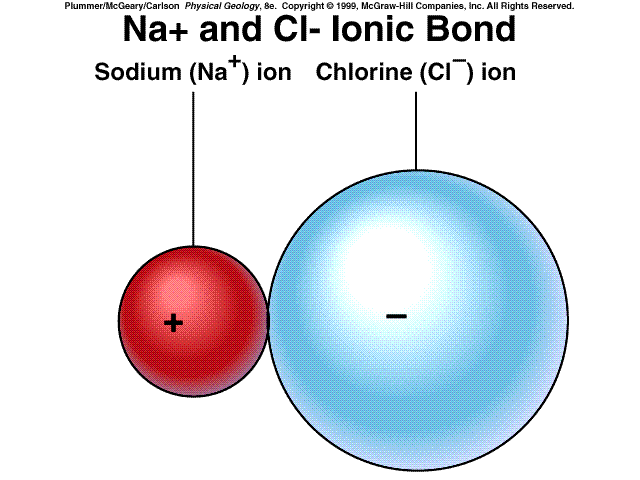 Plummer/McGeary/Carlson Physical Geology, 8e. Copyright © 1999, McGraw-Hill Companies, Inc. All Rights Reserved.
Na+ and Cl- Ionic Bond
Sodium (Na⁺) ion Chlorine (Cl⁻) ion
+ −